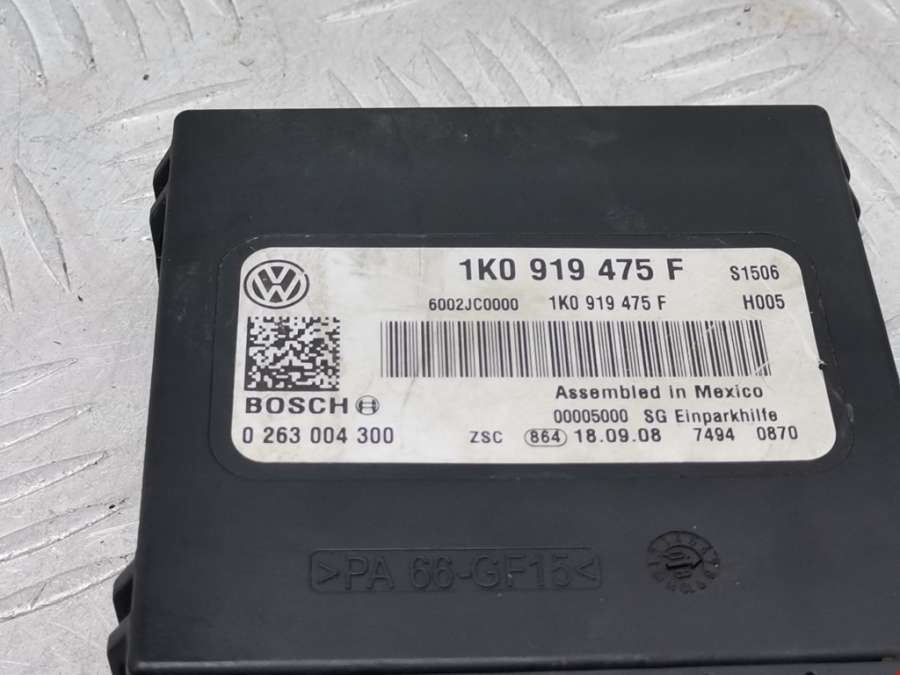 1K0 919 475 F S1506
6002JC0000 1K0 919 475 F H005
Assembled in Mexico
BOSCH 00005000 SG Einparkhilfe
0 263 004 300 ZSC 864 18.09.08 7494 0870
>PA 66-GF15<